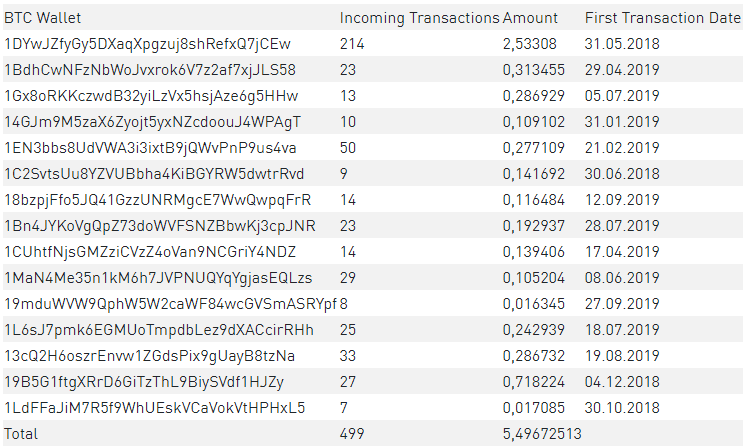 BTC Wallet Incoming Transactions Amount First Transaction Date
1DYwJZfyGy5DXaqXpgzuj8shRefxQ7jCEw 214 2,53308 31.05.2018
1BdhCwNFzNbWoJvxrok6V7z2af7xjJLS58 23 0,313455 29.04.2019
1Gx8oRKKczwdB32yiLzVx5hsjAze6g5HHw 13 0,286929 05.07.2019
14GJm9M5zaX6Zyojt5yxNZcdoouJ4WPAgT 10 0,109102 31.01.2019
1EN3bbs8UdVWA3i3ixtB9jQWvPnP9us4va 50 0,277109 21.02.2019
1C2SvtsUu8YZVUBbha4KiBGYRW5dwtrRvd 9 0,141692 30.06.2018
18bzpjFfo5JQ41GzzUNRMgcE7WwQwpqFrR 14 0,116484 12.09.2019
1Bn4JYKoVgQpZ73doWVFSNZBbwKj3cpJNR 23 0,192937 28.07.2019
1CUhtfNjsGMZziCVzZ4oVan9NCGriY4NDZ 14 0,139406 17.04.2019
1MaN4Me35n1kM6h7JVPNUQYqYgjasEQLzs 29 0,105204 08.06.2019
19mduWVW9QphW5W2caWF84wcGVSmASRYpf 8 0,016345 27.09.2019
1L6sJ7pmk6EGMUoTmpdbLez9dXACcirRHh 25 0,242939 18.07.2019
13cQ2H6oszrEnvw1ZGdsPix9gUayB8tzNa 33 0,286732 19.08.2019
19B5G1ftgXRrD6GiTzThL9BiySVdf1HJZy 27 0,718224 04.12.2018
1LdFFaJiM7R5f9WhUEskVCaVokVtHPHxL5 7 0,017085 30.10.2018
Total 499 5,49672513